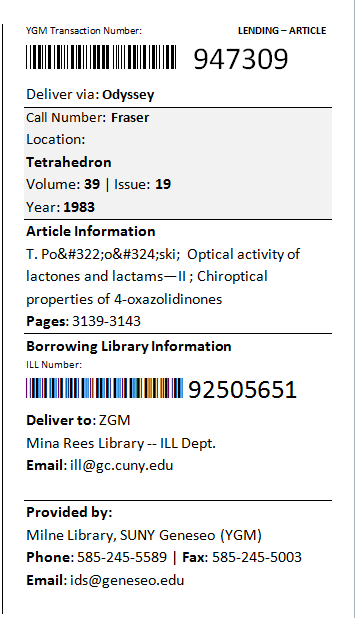 YGM Transaction Number: LENDING – ARTICLE
947309
Deliver via: Odyssey
Call Number: Fraser
Location:
Tetrahedron
Volume: 39 | Issue: 19
Year: 1983
Article Information
T. Po&#322;o&#324;ski;  Optical activity of
lactones and lactams—II ; Chiroptical
properties of 4-oxazolidinones
Pages: 3139-3143
Borrowing Library Information
ILL Number:
92505651
Deliver to: ZGM
Mina Rees Library -- ILL Dept.
Email: ill@gc.cuny.edu
Provided by:
Milne Library, SUNY Geneseo (YGM)
Phone: 585-245-5589 | Fax: 585-245-5003
Email: ids@geneseo.edu